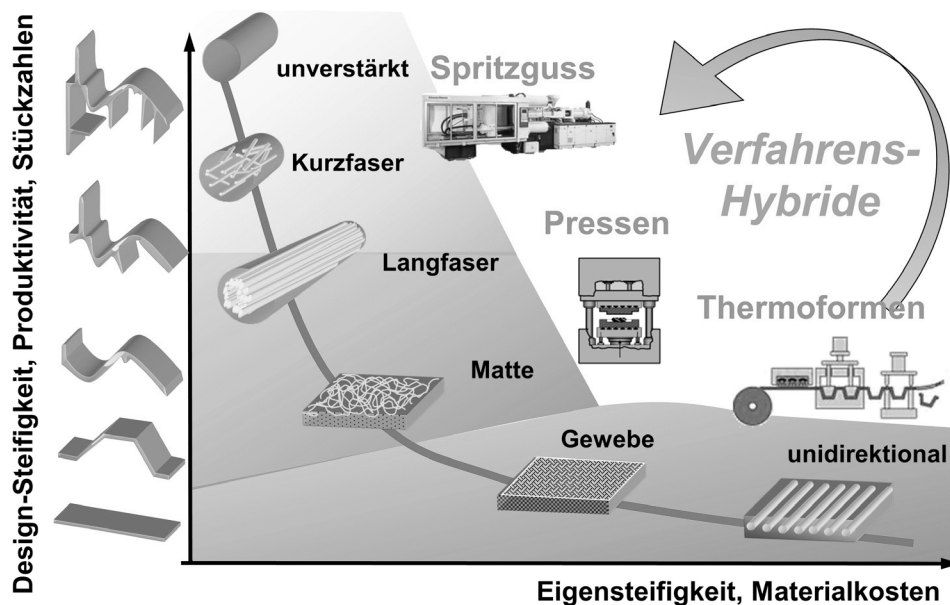 Design-Steifigkeit, Produktivität, Stückzahlen
unverstärkt
Spritzguss
Kurzfaser
Verfahrens-
Hybride
Pressen
Langfaser
Thermoformen
Matte
Gewebe
unidirektional
Eigensteifigkeit, Materialkosten